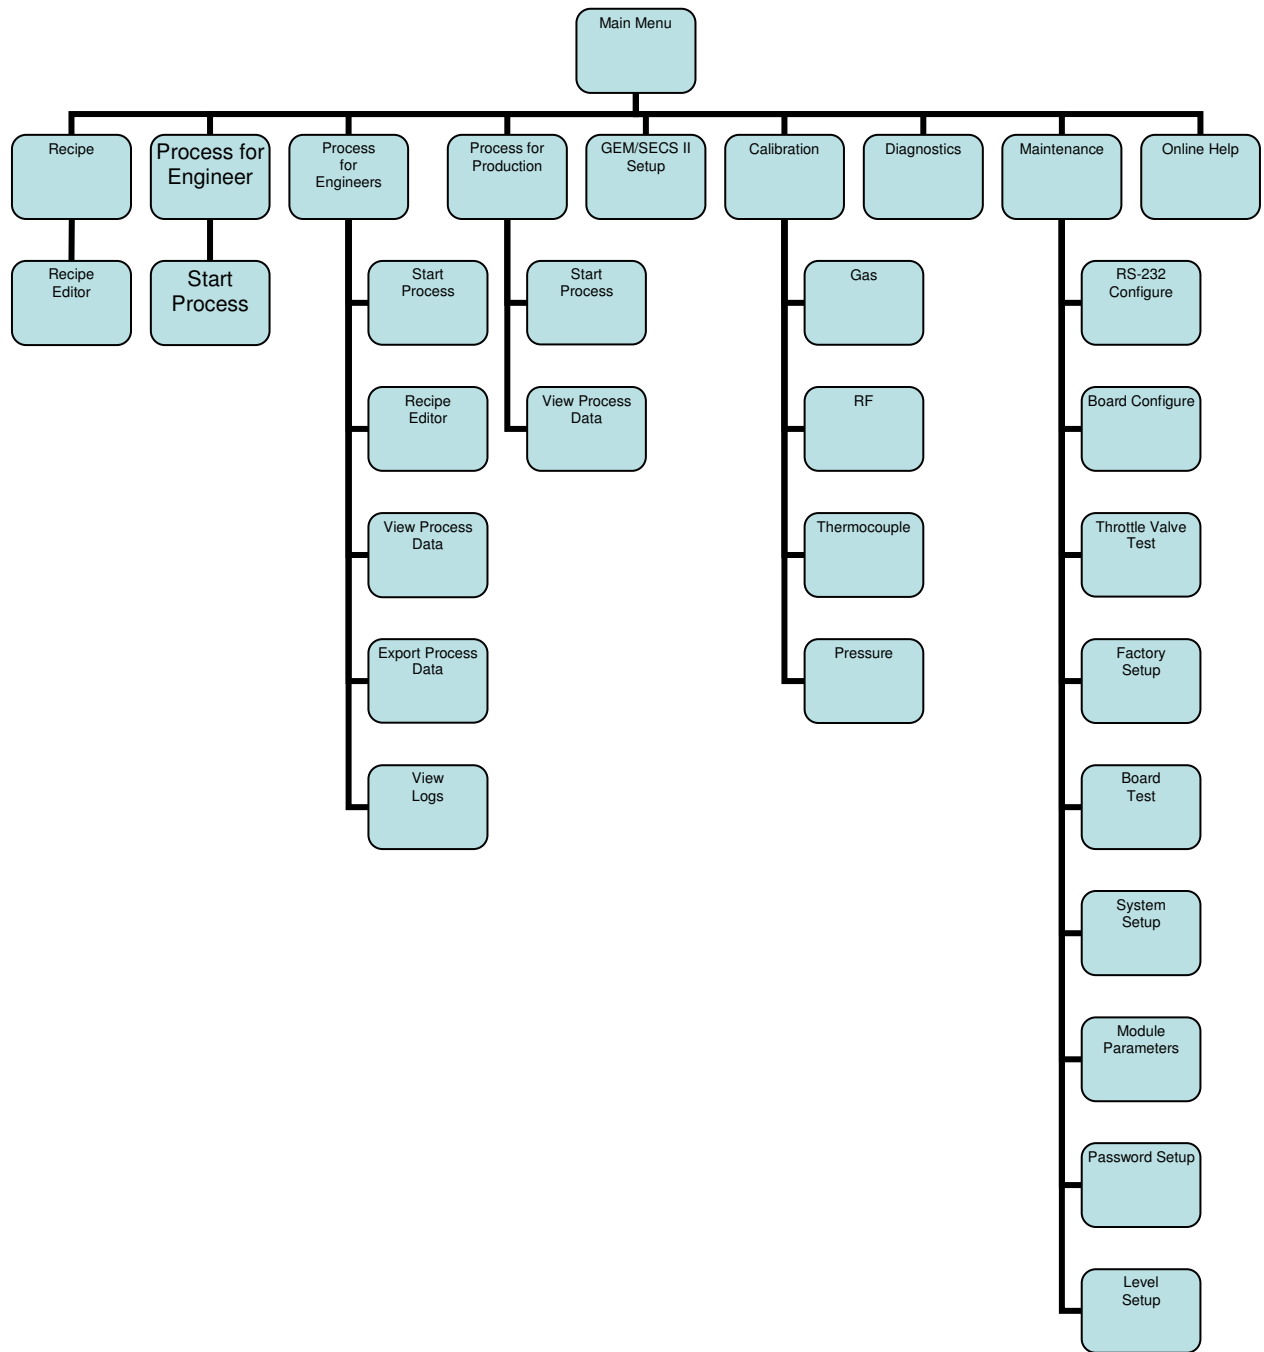 Main Menu
Recipe
Process for
Engineer
Process
for
Engineers
Process for
Production
GEM/SECS II
Setup
Calibration
Diagnostics
Maintenance
Online Help
Recipe
Editor
Start
Process
Start
Process
Recipe
Editor
View Process
Data
Export Process
Data
View
Logs
Start
Process
View Process
Data
Gas
RF
Thermocouple
Pressure
RS-232
Configure
Board Configure
Throttle Valve
Test
Factory
Setup
Board
Test
System
Setup
Module
Parameters
Password Setup
Level
Setup